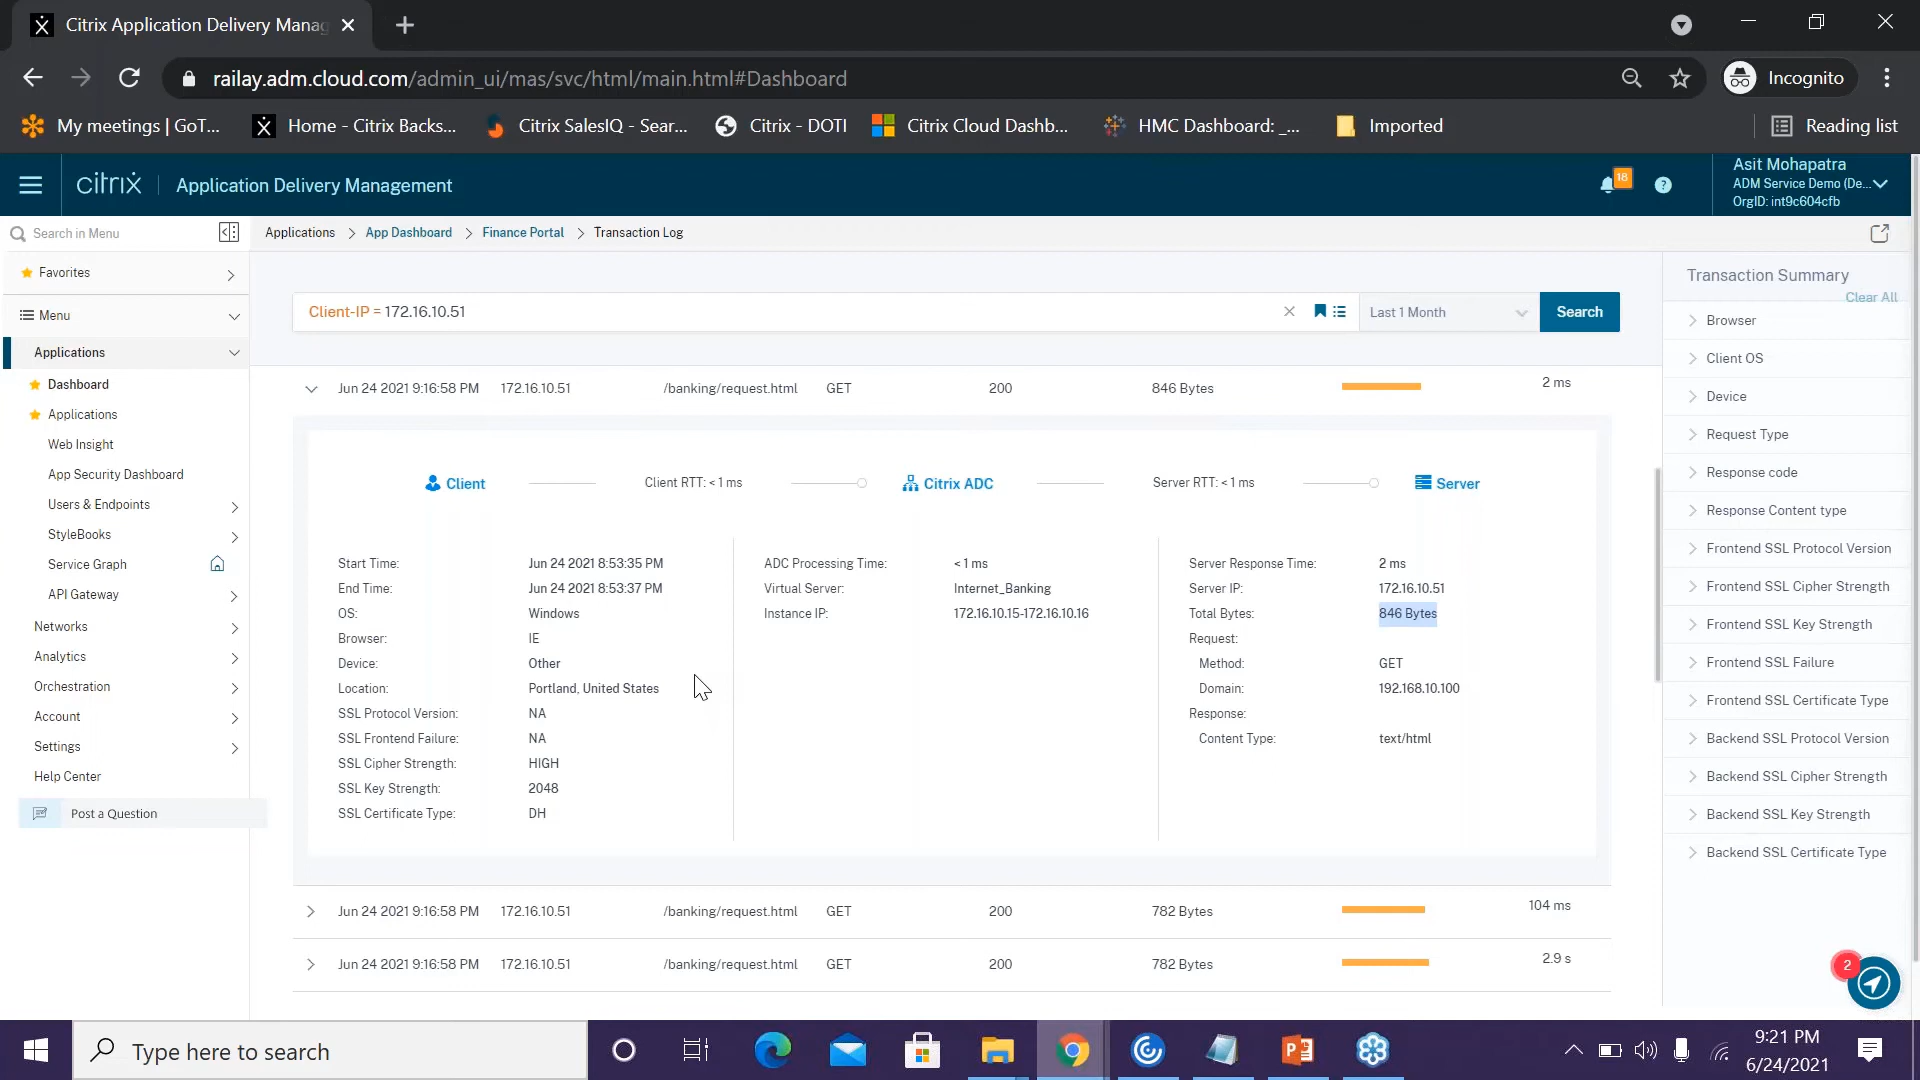 Citrix Application Delivery Mana
railay.adm.cloud.com/admin_ui/mas/svc/html/main.html#Dashboard
Incognito
My meetings | GoT...
Home - Citrix Backs...
Citrix SalesIQ - Sear...
Citrix - DOTI
Citrix Cloud Dashb...
HMC Dashboard: _...
Imported
Reading list
citrix
Application Delivery Management
18
?
Asit Mohapatra
ADM Service Demo (De...
OrgID: int9c604cfb
Search in Menu
Applications > App Dashboard > Finance Portal > Transaction Log
Favorites
Menu
Applications
Dashboard
Applications
Web Insight
App Security Dashboard
Users & Endpoints
StyleBooks
Service Graph
API Gateway
Networks
Analytics
Orchestration
Account
Settings
Help Center
Post a Question
Client-IP = 172.16.10.51
Last 1 Month
Search
Jun 24 2021 9:16:58 PM 172.16.10.51 /banking/request.html GET 200 846 Bytes 2 ms
Client
Client RTT: < 1 ms
Citrix ADC
Server RTT: < 1 ms
Server
Start Time: Jun 24 2021 8:53:35 PM
End Time: Jun 24 2021 8:53:37 PM
OS: Windows
Browser: IE
Device: Other
Location: Portland, United States
SSL Protocol Version: NA
SSL Frontend Failure: NA
SSL Cipher Strength: HIGH
SSL Key Strength: 2048
SSL Certificate Type: DH
ADC Processing Time: < 1 ms
Virtual Server: Internet_Banking
Instance IP: 172.16.10.15-172.16.10.16
Server Response Time: 2 ms
Server IP: 172.16.10.51
Total Bytes: 846 Bytes
Request:
Method: GET
Domain: 192.168.10.100
Response:
Content Type: text/html
Jun 24 2021 9:16:58 PM 172.16.10.51 /banking/request.html GET 200 782 Bytes 104 ms
Jun 24 2021 9:16:58 PM 172.16.10.51 /banking/request.html GET 200 782 Bytes 2.9 s
Transaction Summary
Clear All
Browser
Client OS
Device
Request Type
Response code
Response Content type
Frontend SSL Protocol Version
Frontend SSL Cipher Strength
Frontend SSL Key Strength
Frontend SSL Failure
Frontend SSL Certificate Type
Backend SSL Protocol Version
Backend SSL Cipher Strength
Backend SSL Key Strength
Backend SSL Certificate Type
2
Type here to search
9:21 PM
6/24/2021